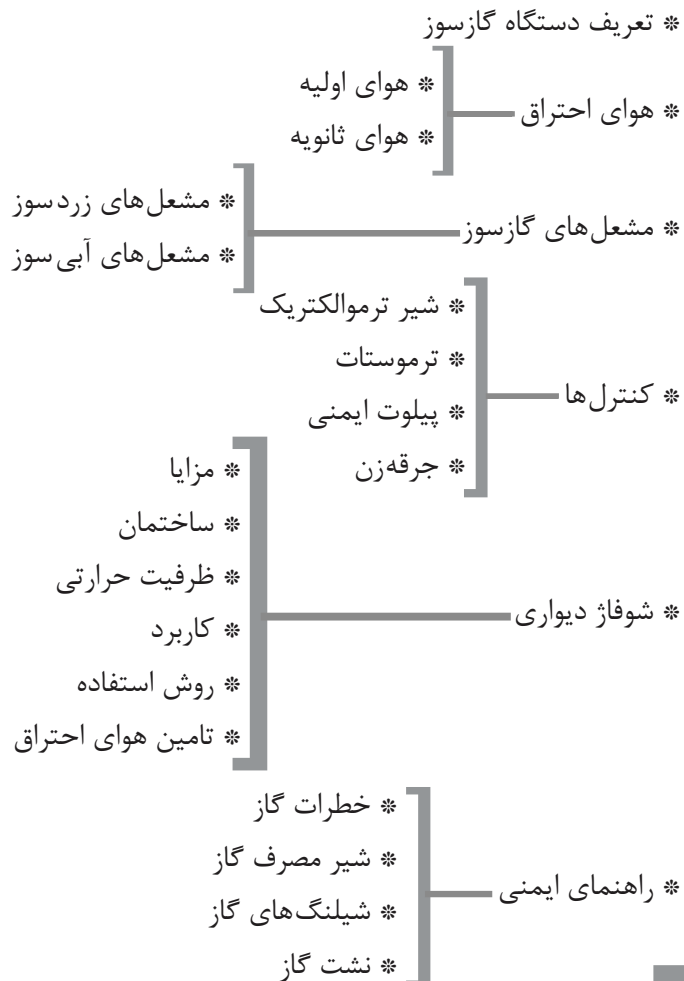 * تعریف دستگاه گازسوز
* هوای احتراق
* هوای اولیه
* هوای ثانویه
* مشعل‌های گازسوز
* مشعل‌های زردسوز
* مشعل‌های آبی‌سوز
* کنترل‌ها
* شیر ترموالکتریک
* ترموستات
* پیلوت ایمنی
* جرقه‌زن
* شوفاژ دیواری
* مزایا
* ساختمان
* ظرفیت حرارتی
* کاربرد
* روش استفاده
* تامین هوای احتراق
* راهنمای ایمنی
* خطرات گاز
* شیر مصرف گاز
* شیلنگ‌های گاز
* نشت گاز